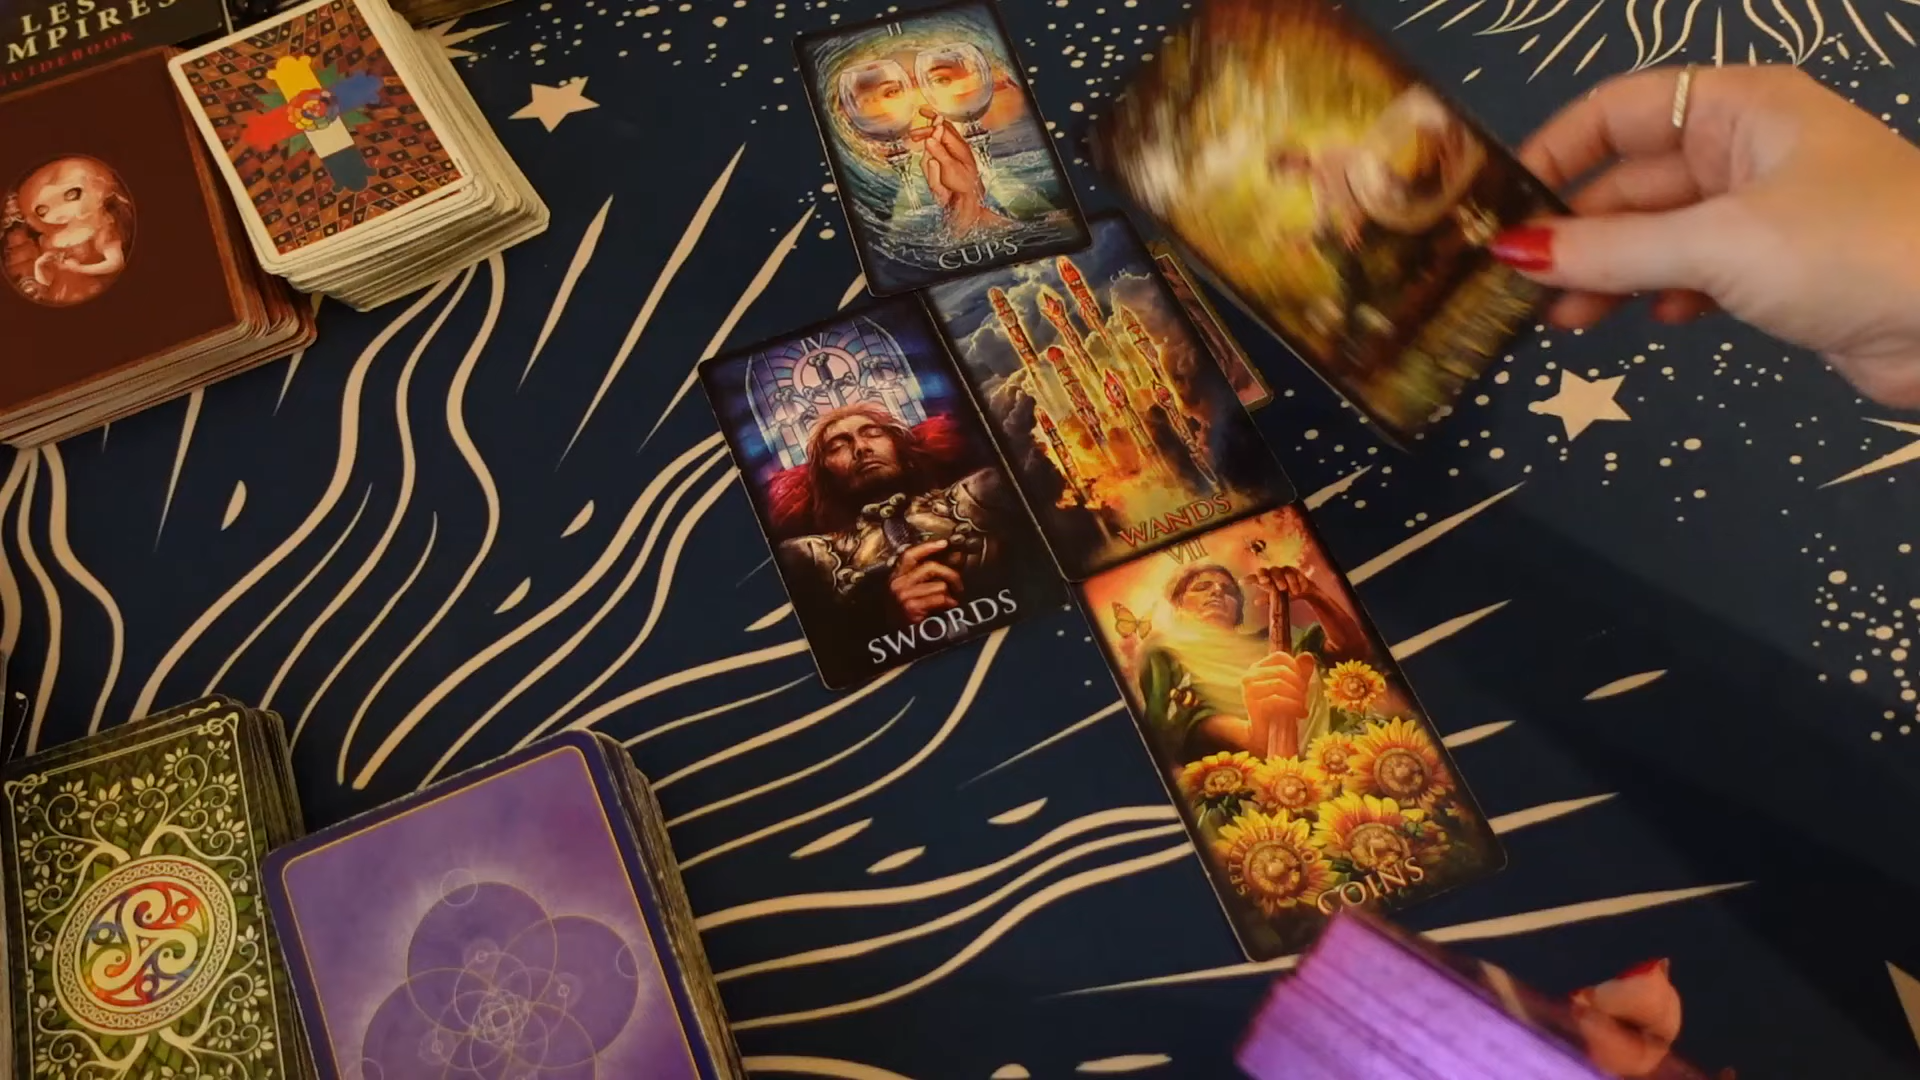 LES
MPIRES
GUIDEBOOK
II
CUPS
IV
SWORDS
WANDS
VII
COINS